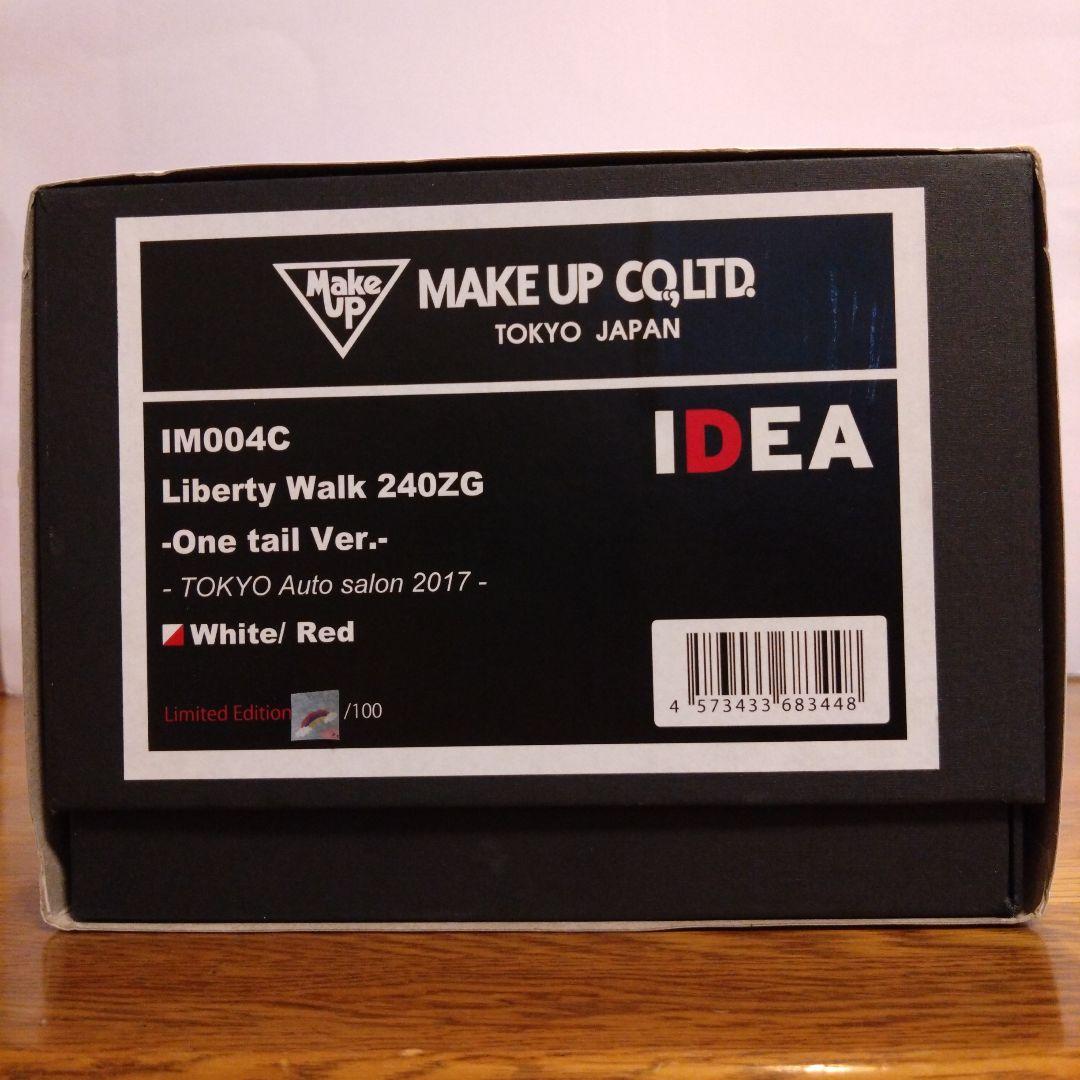 Make UP
MAKE UP CO.,LTD.
TOKYO JAPAN
IDEA
IM004C
Liberty Walk 240ZG
-One tail Ver.-
- TOKYO Auto salon 2017 -
White/ Red
Limited Edition /100
4 573433 683448